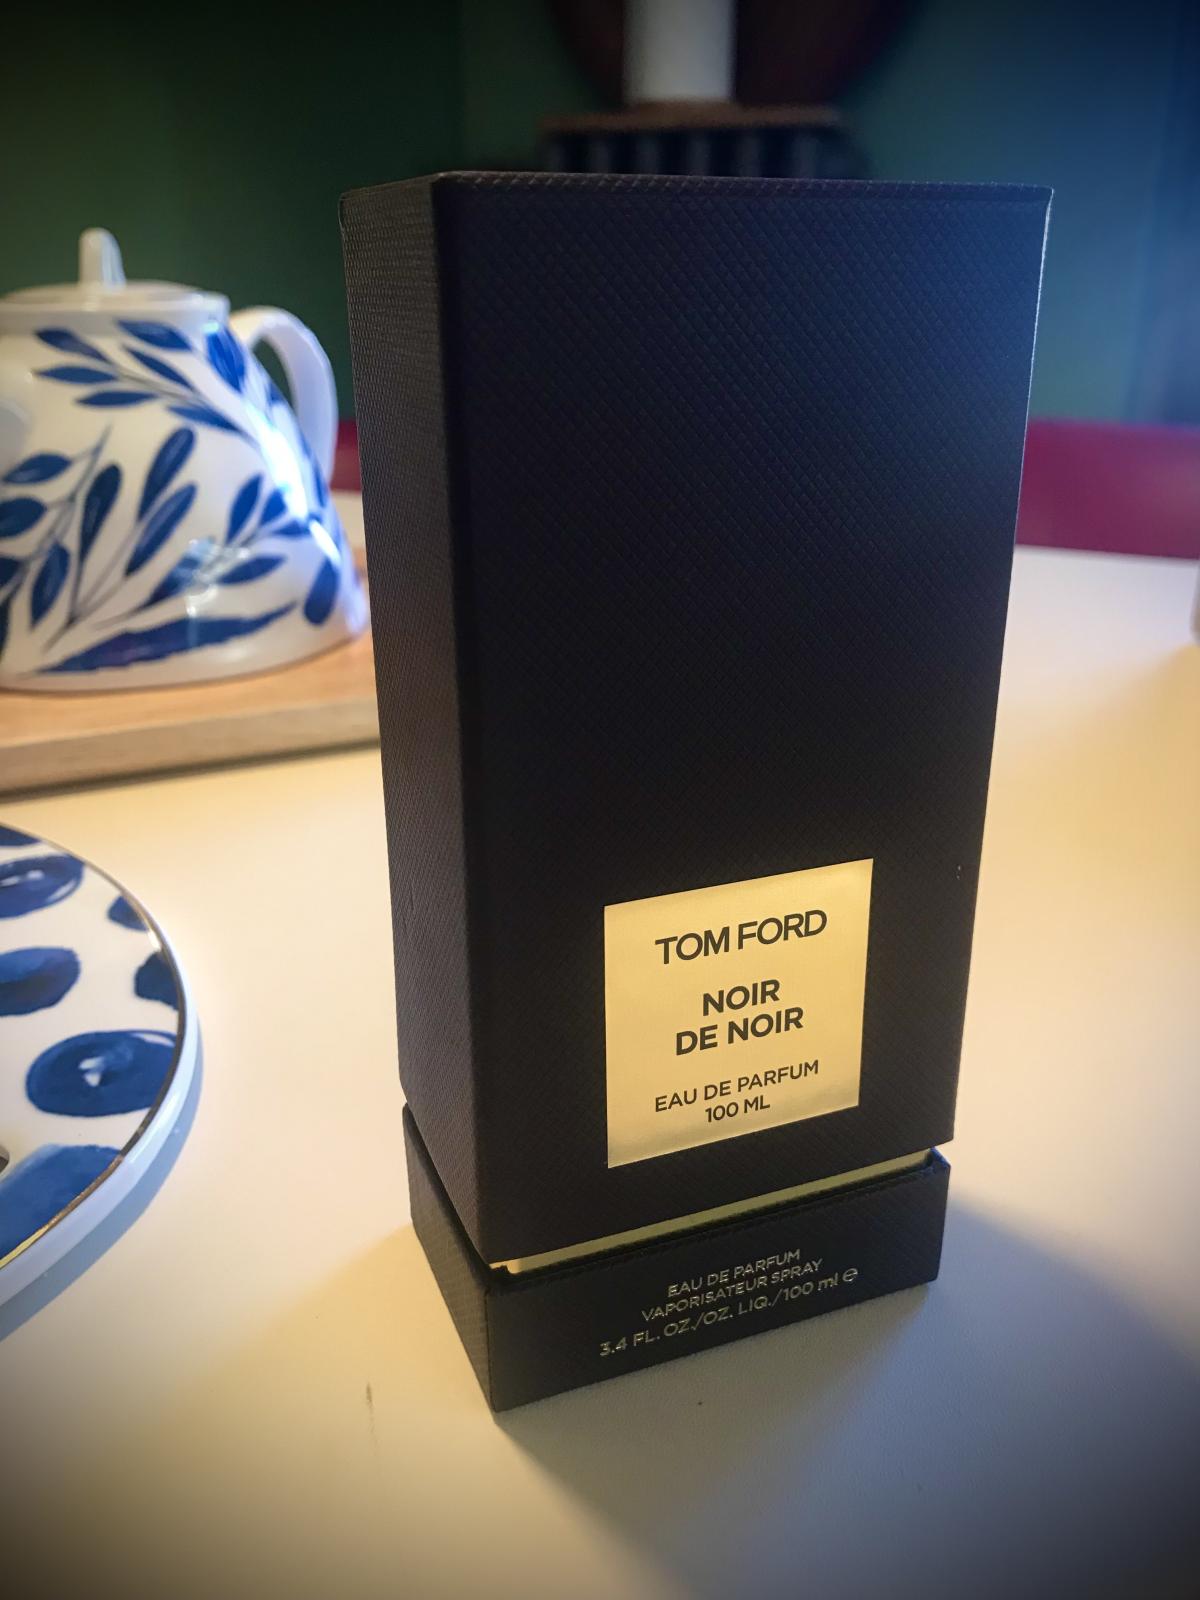 TOM FORD
NOIR
DE NOIR
EAU DE PARFUM
100 ML
EAU DE PARFUM
VAPORISATEUR SPRAY
3.4 FL. OZ./OZ. LIQ./100 ml ℮